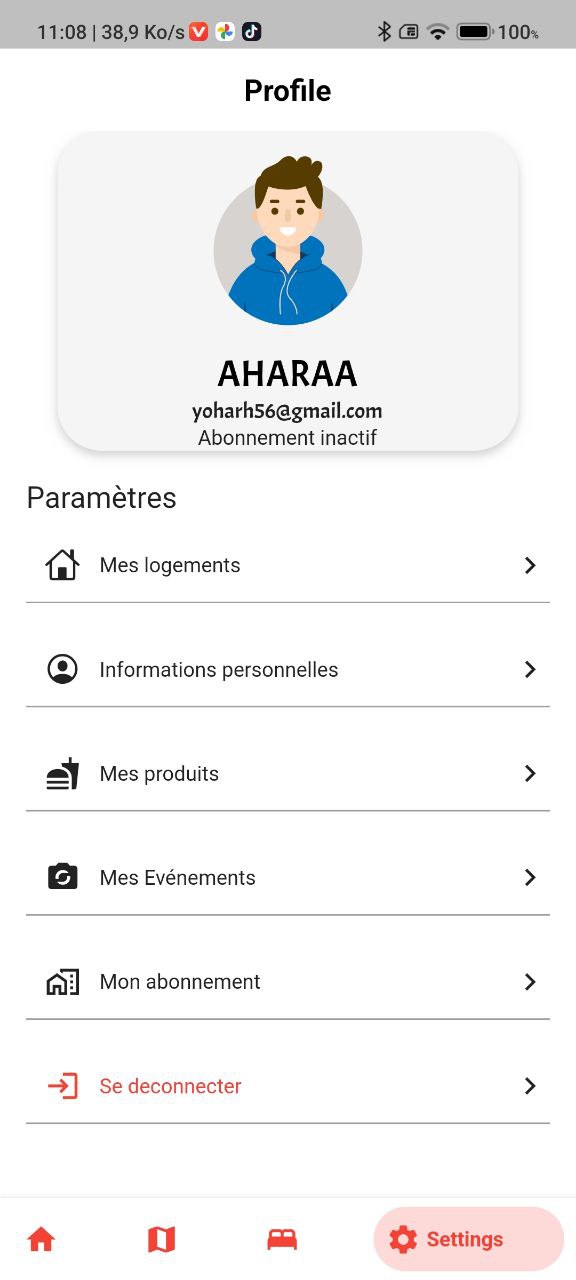 11:08 | 38,9 Ko/s 100%
Profile
AHARAA
yoharh56@gmail.com
Abonnement inactif
Paramètres
Mes logements
Informations personnelles
Mes produits
Mes Evénements
Mon abonnement
Se deconnecter
Settings